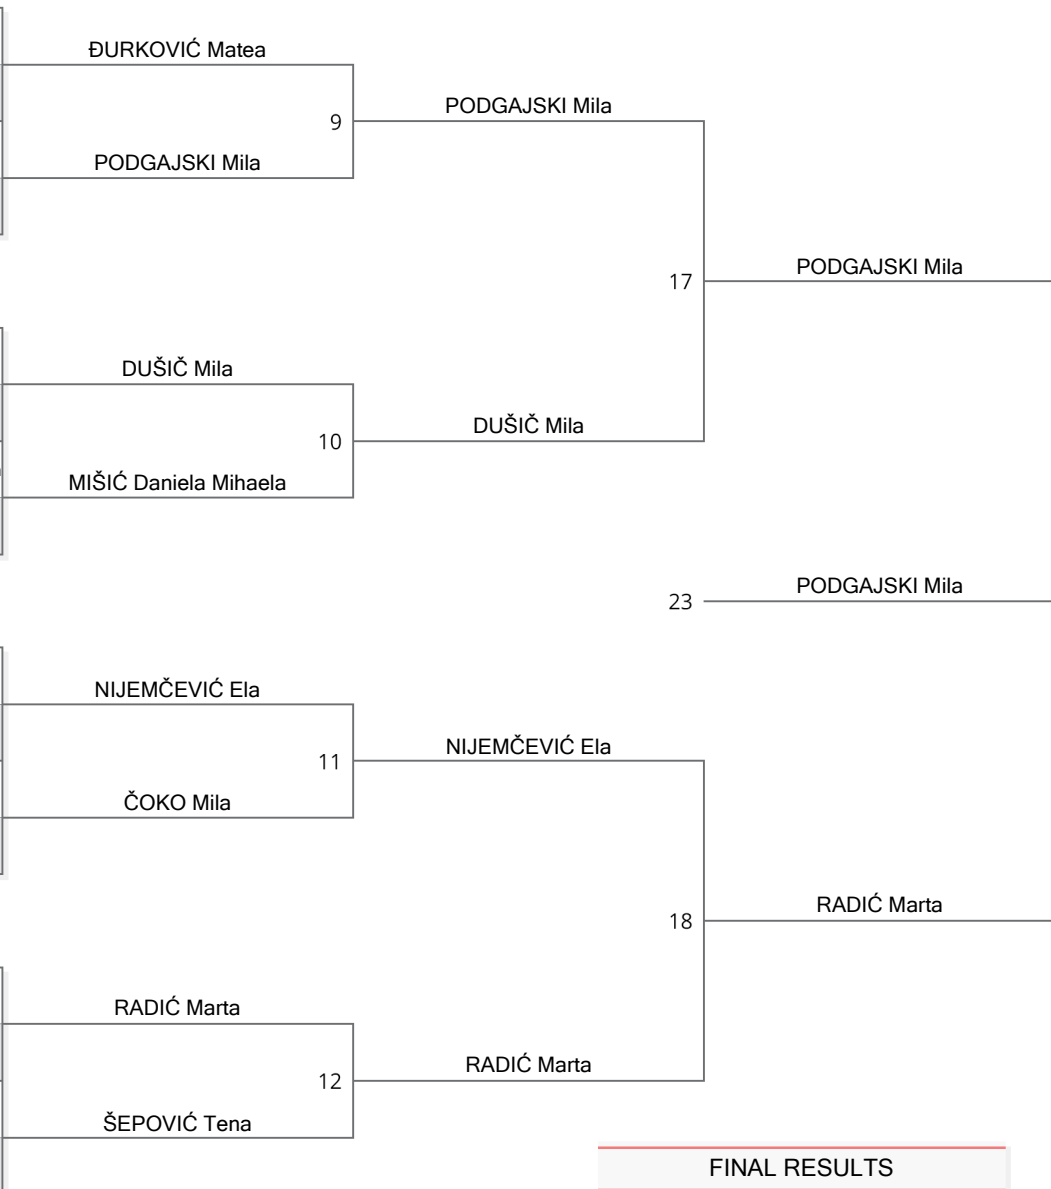 ĐURKOVIĆ Matea
PODGAJSKI Mila
9
PODGAJSKI Mila
PODGAJSKI Mila
17
DUŠIČ Mila
DUŠIČ Mila
10
MIŠIĆ Daniela Mihaela
PODGAJSKI Mila
23
NIJEMČEVIĆ Ela
NIJEMČEVIĆ Ela
11
ČOKO Mila
RADIĆ Marta
18
RADIĆ Marta
RADIĆ Marta
12
ŠEPOVIĆ Tena
FINAL RESULTS